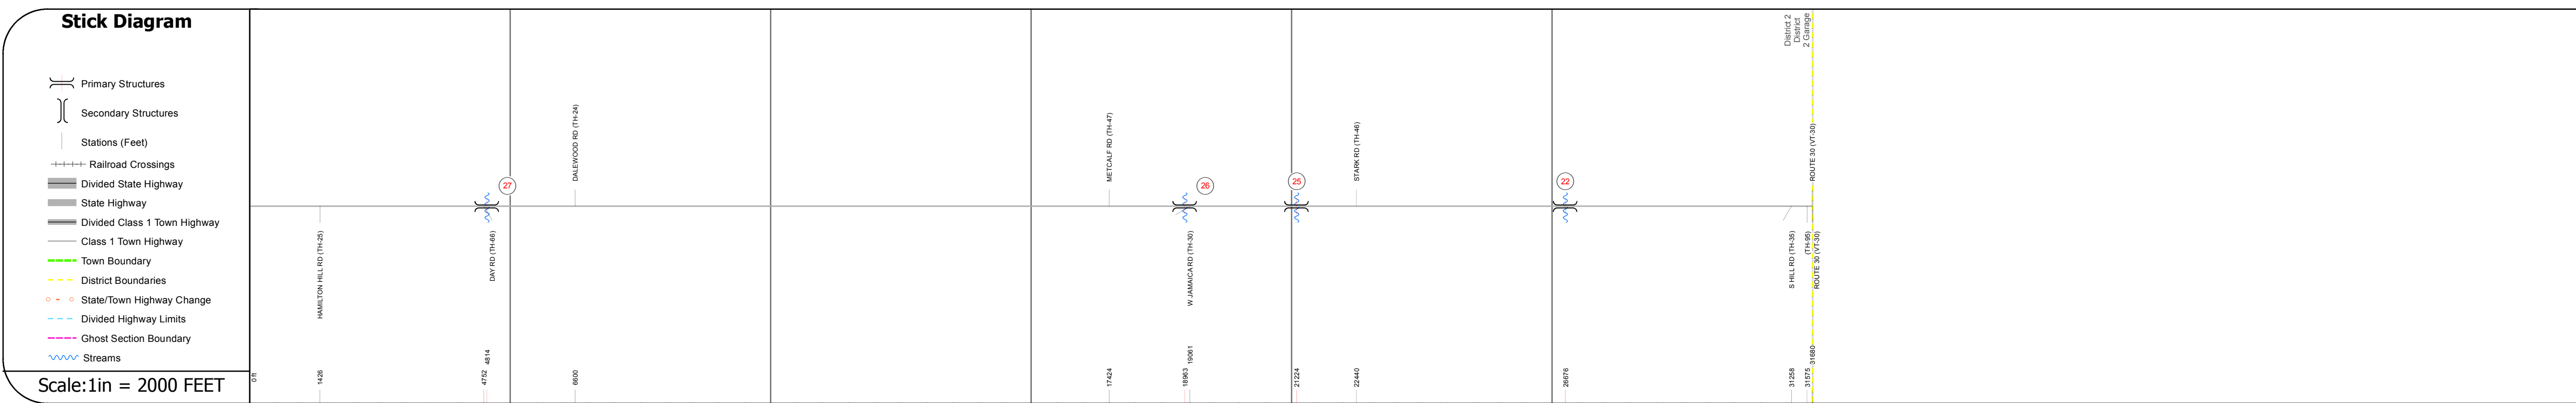 Stick Diagram
Primary Structures
Secondary Structures
Stations (Feet)
Railroad Crossings
Divided State Highway
State Highway
Divided Class 1 Town Highway
Class 1 Town Highway
Town Boundary
District Boundaries
State/Town Highway Change
Divided Highway Limits
Ghost Section Boundary
Streams
Scale:1in = 2000 FEET
District 2
District
2 Garage
DALEWOOD RD (TH-24)
METCALF RD (TH-47)
STARK RD (TH-46)
ROUTE 30 (VT-30)
27
26
25
22
HAMILTON HILL RD (TH-25)
DAY RD (TH-66)
W JAMAICA RD (TH-30)
S HILL RD (TH-35)
(TH-95)
ROUTE 30 (VT-30)
0 ft
1426
4752
4814
6600
17424
18963
19061
21224
22440
26676
31258
31575
31680